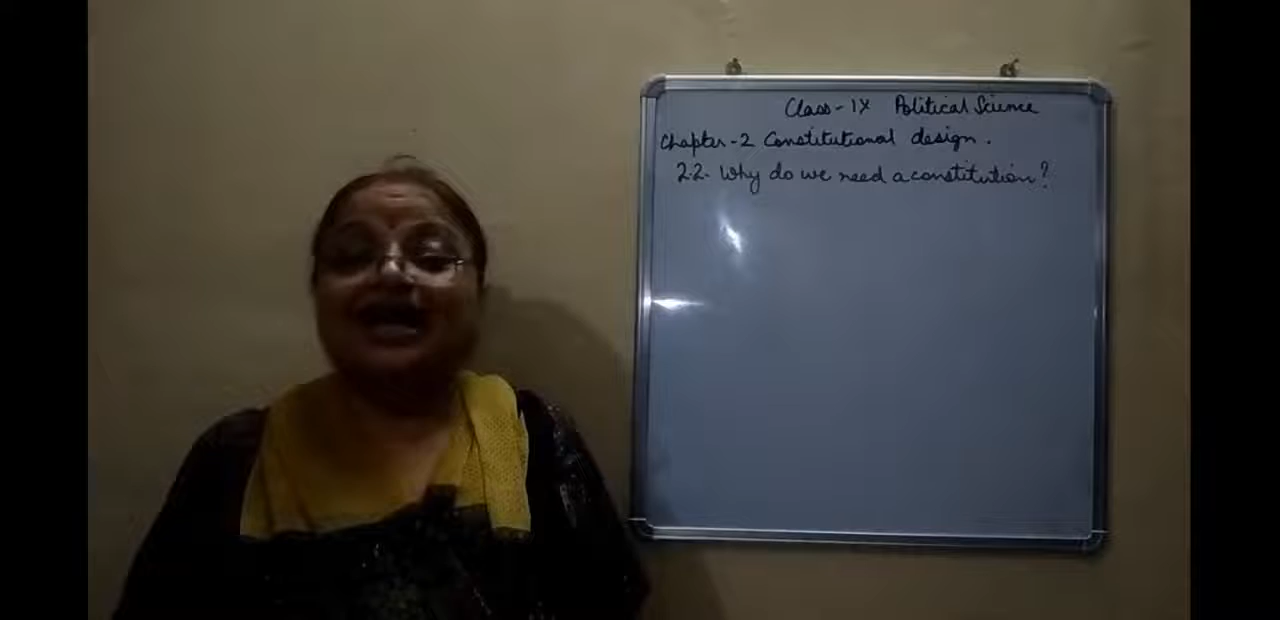 Class-IX Political Science
Chapter-2 Constitutional design.
2.2. Why do we need a constitution?